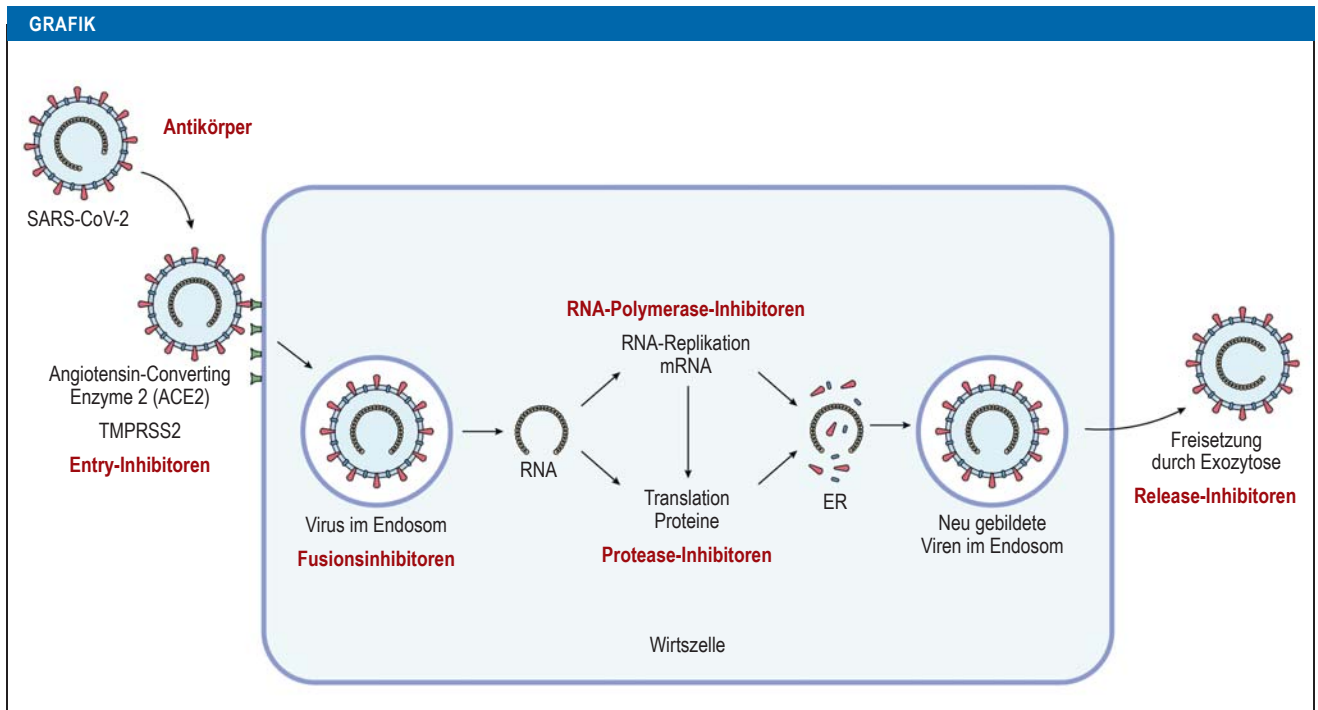 GRAFIK
Antikörper
SARS-CoV-2
Angiotensin-Converting
Enzyme 2 (ACE2)
TMPRSS2
Entry-Inhibitoren
Virus im Endosom
Fusionsinhibitoren
RNA
RNA-Polymerase-Inhibitoren
RNA-Replikation
mRNA
Translation
Proteine
Protease-Inhibitoren
ER
Neu gebildete
Viren im Endosom
Freisetzung
durch Exozytose
Release-Inhibitoren
Wirtszelle